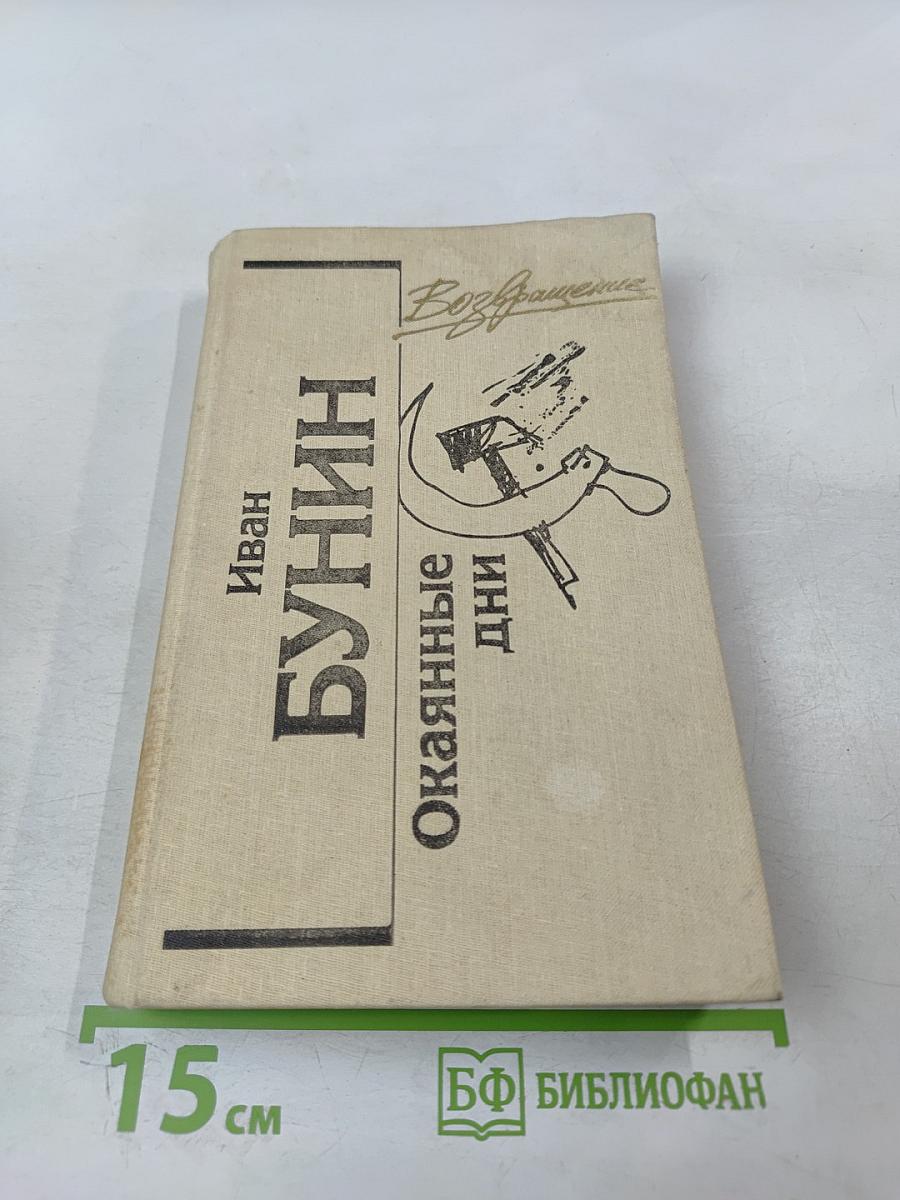 Возвращение
Иван
БУНИН
Окаянные
дни
15 см
БФ БИБЛИОФАН